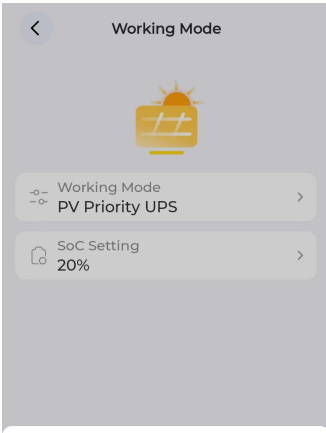 Working Mode
Working Mode
PV Priority UPS
SoC Setting
20%